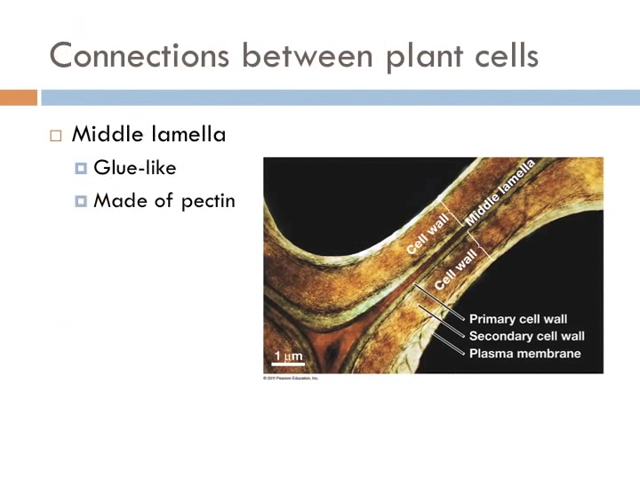 Connections between plant cells
Middle lamella
Glue-like
Made of pectin
Middle lamella
Cell wall
Cell wall
Primary cell wall
Secondary cell wall
Plasma membrane
1 µm
© 2011 Pearson Education, Inc.